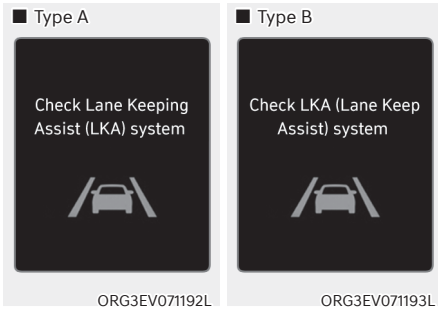 ■ Type A
Check Lane Keeping
Assist (LKA) system
ORG3EV071192L
■ Type B
Check LKA (Lane Keep
Assist) system
ORG3EV071193L